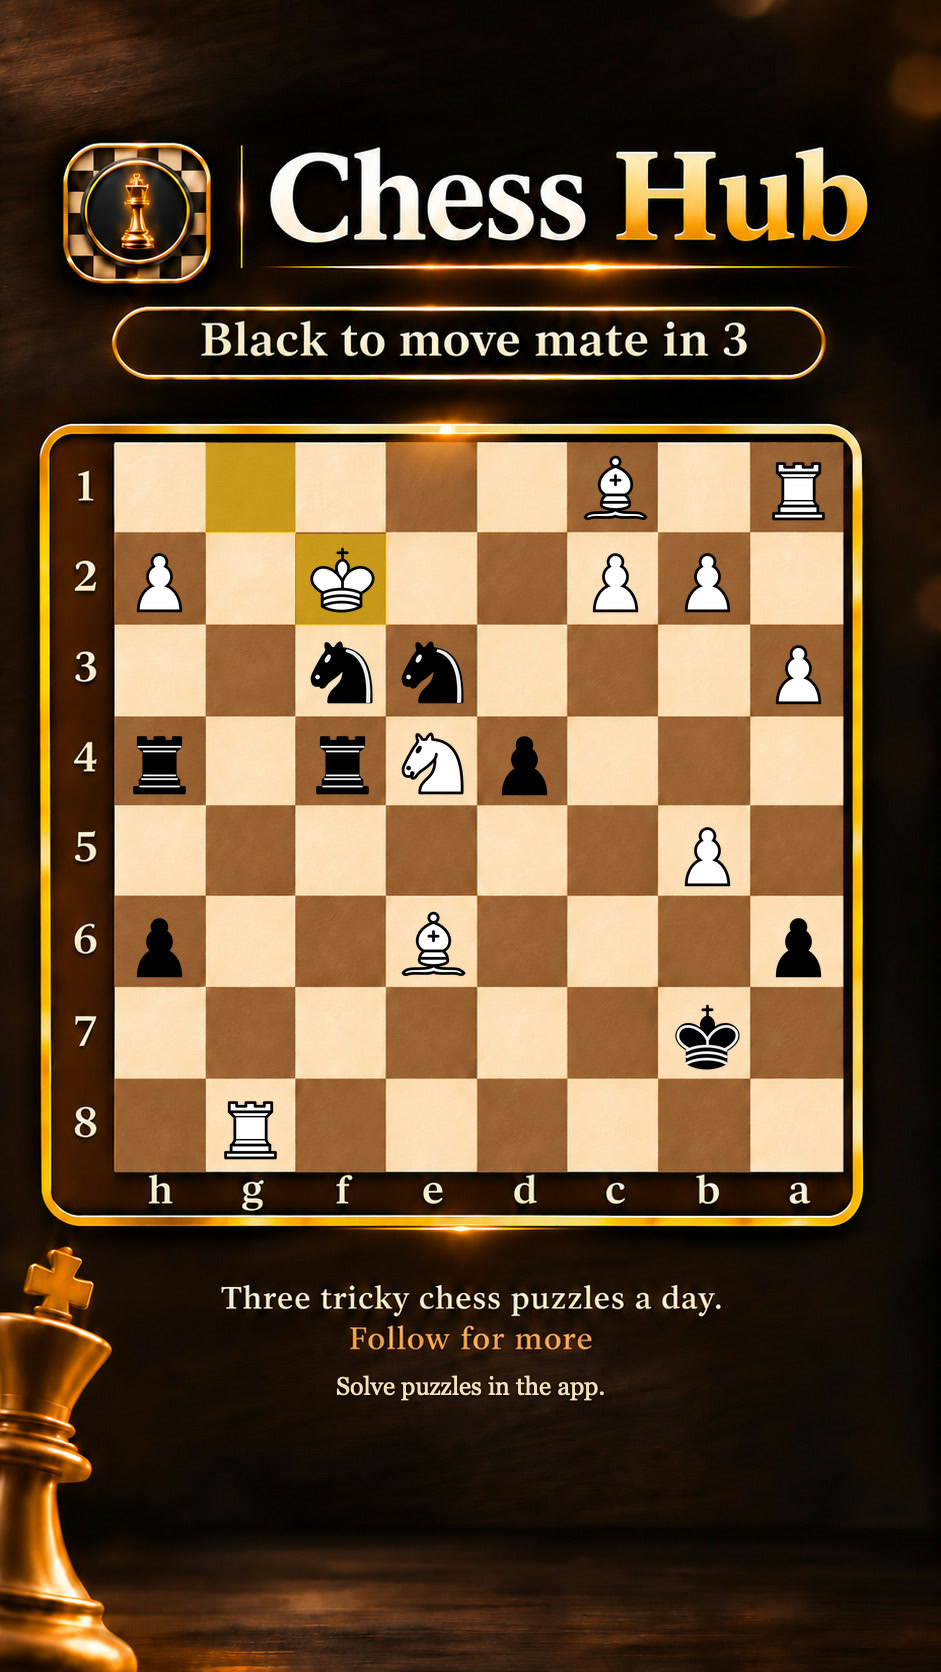 Chess Hub
Black to move mate in 3
1
2
3
4
5
6
7
8
h g f e d c b a
Three tricky chess puzzles a day.
Follow for more
Solve puzzles in the app.